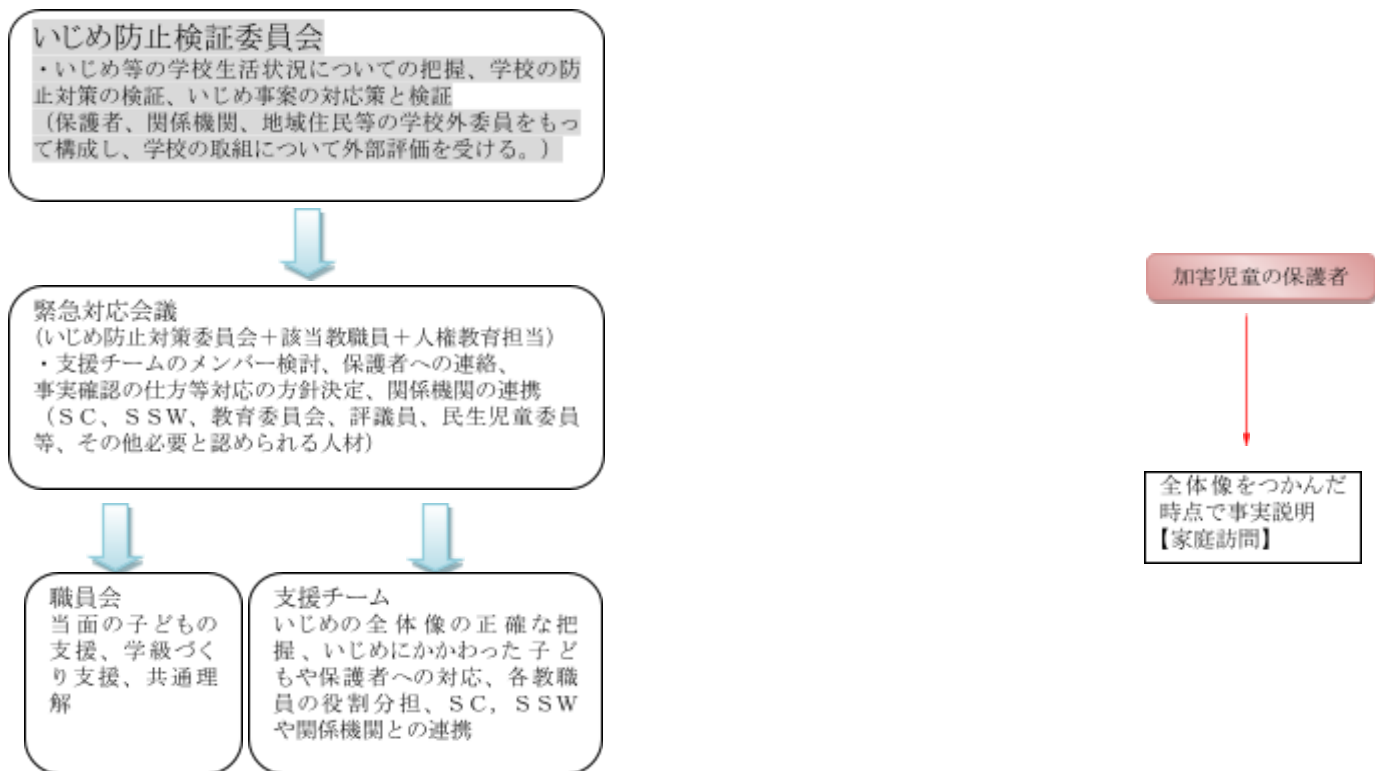 いじめ防止検証委員会
・いじめ等の学校生活状況についての把握、学校の防
止対策の検証、いじめ事案の対応策と検証
（保護者、関係機関、地域住民等の学校外委員をもっ
て構成し、学校の取組について外部評価を受ける。）
緊急対応会議
(いじめ防止対策委員会＋該当教職員＋人権教育担当)
・支援チームのメンバー検討、保護者への連絡、
事実確認の仕方等対応の方針決定、関係機関の連携
（ＳＣ、ＳＳＷ、教育委員会、評議員、民生児童委員
等、その他必要と認められる人材）
職員会
当面の子どもの
支援、学級づく
り支援、共通理
解
支援チーム
いじめの全体像の正確な把
握、いじめにかかわった子ど
もや保護者への対応、各教職
員の役割分担、ＳＣ，ＳＳＷ
や関係機関との連携
加害児童の保護者
全体像をつかんだ
時点で事実説明
【家庭訪問】